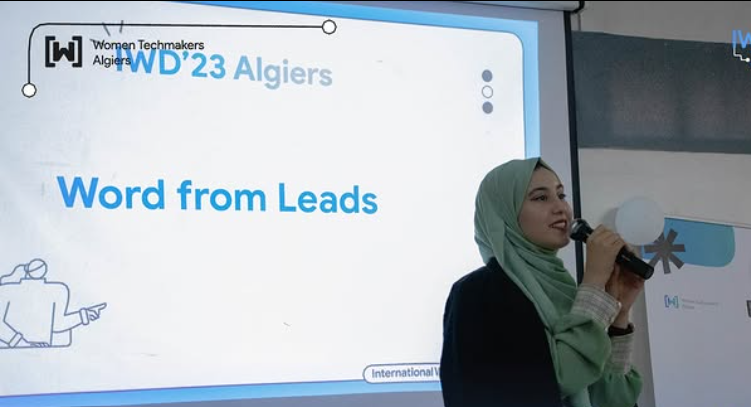 Women Techmakers
Algiers
IWD'23 Algiers
Word from Leads
International